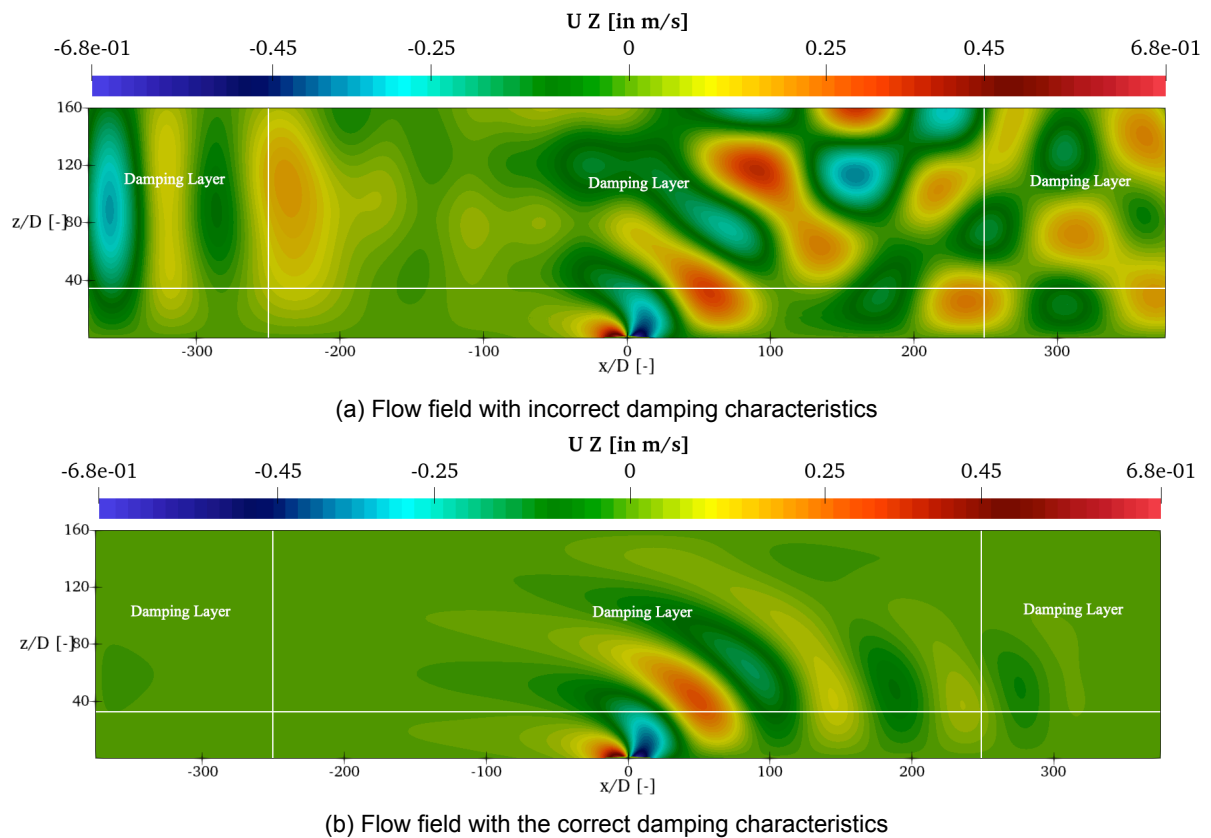 U Z [in m/s]
-6.8e-01 -0.45 -0.25 0 0.25 0.45 6.8e-01
160
120
Damping Layer Damping Layer Damping Layer
z/D [-] 80
40
-300 -200 -100 0 100 200 300
x/D [-]
(a) Flow field with incorrect damping characteristics
U Z [in m/s]
-6.8e-01 -0.45 -0.25 0 0.25 0.45 6.8e-01
160
120
Damping Layer Damping Layer Damping Layer
z/D [-] 80
40
-300 -200 -100 0 100 200 300
x/D [-]
(b) Flow field with the correct damping characteristics